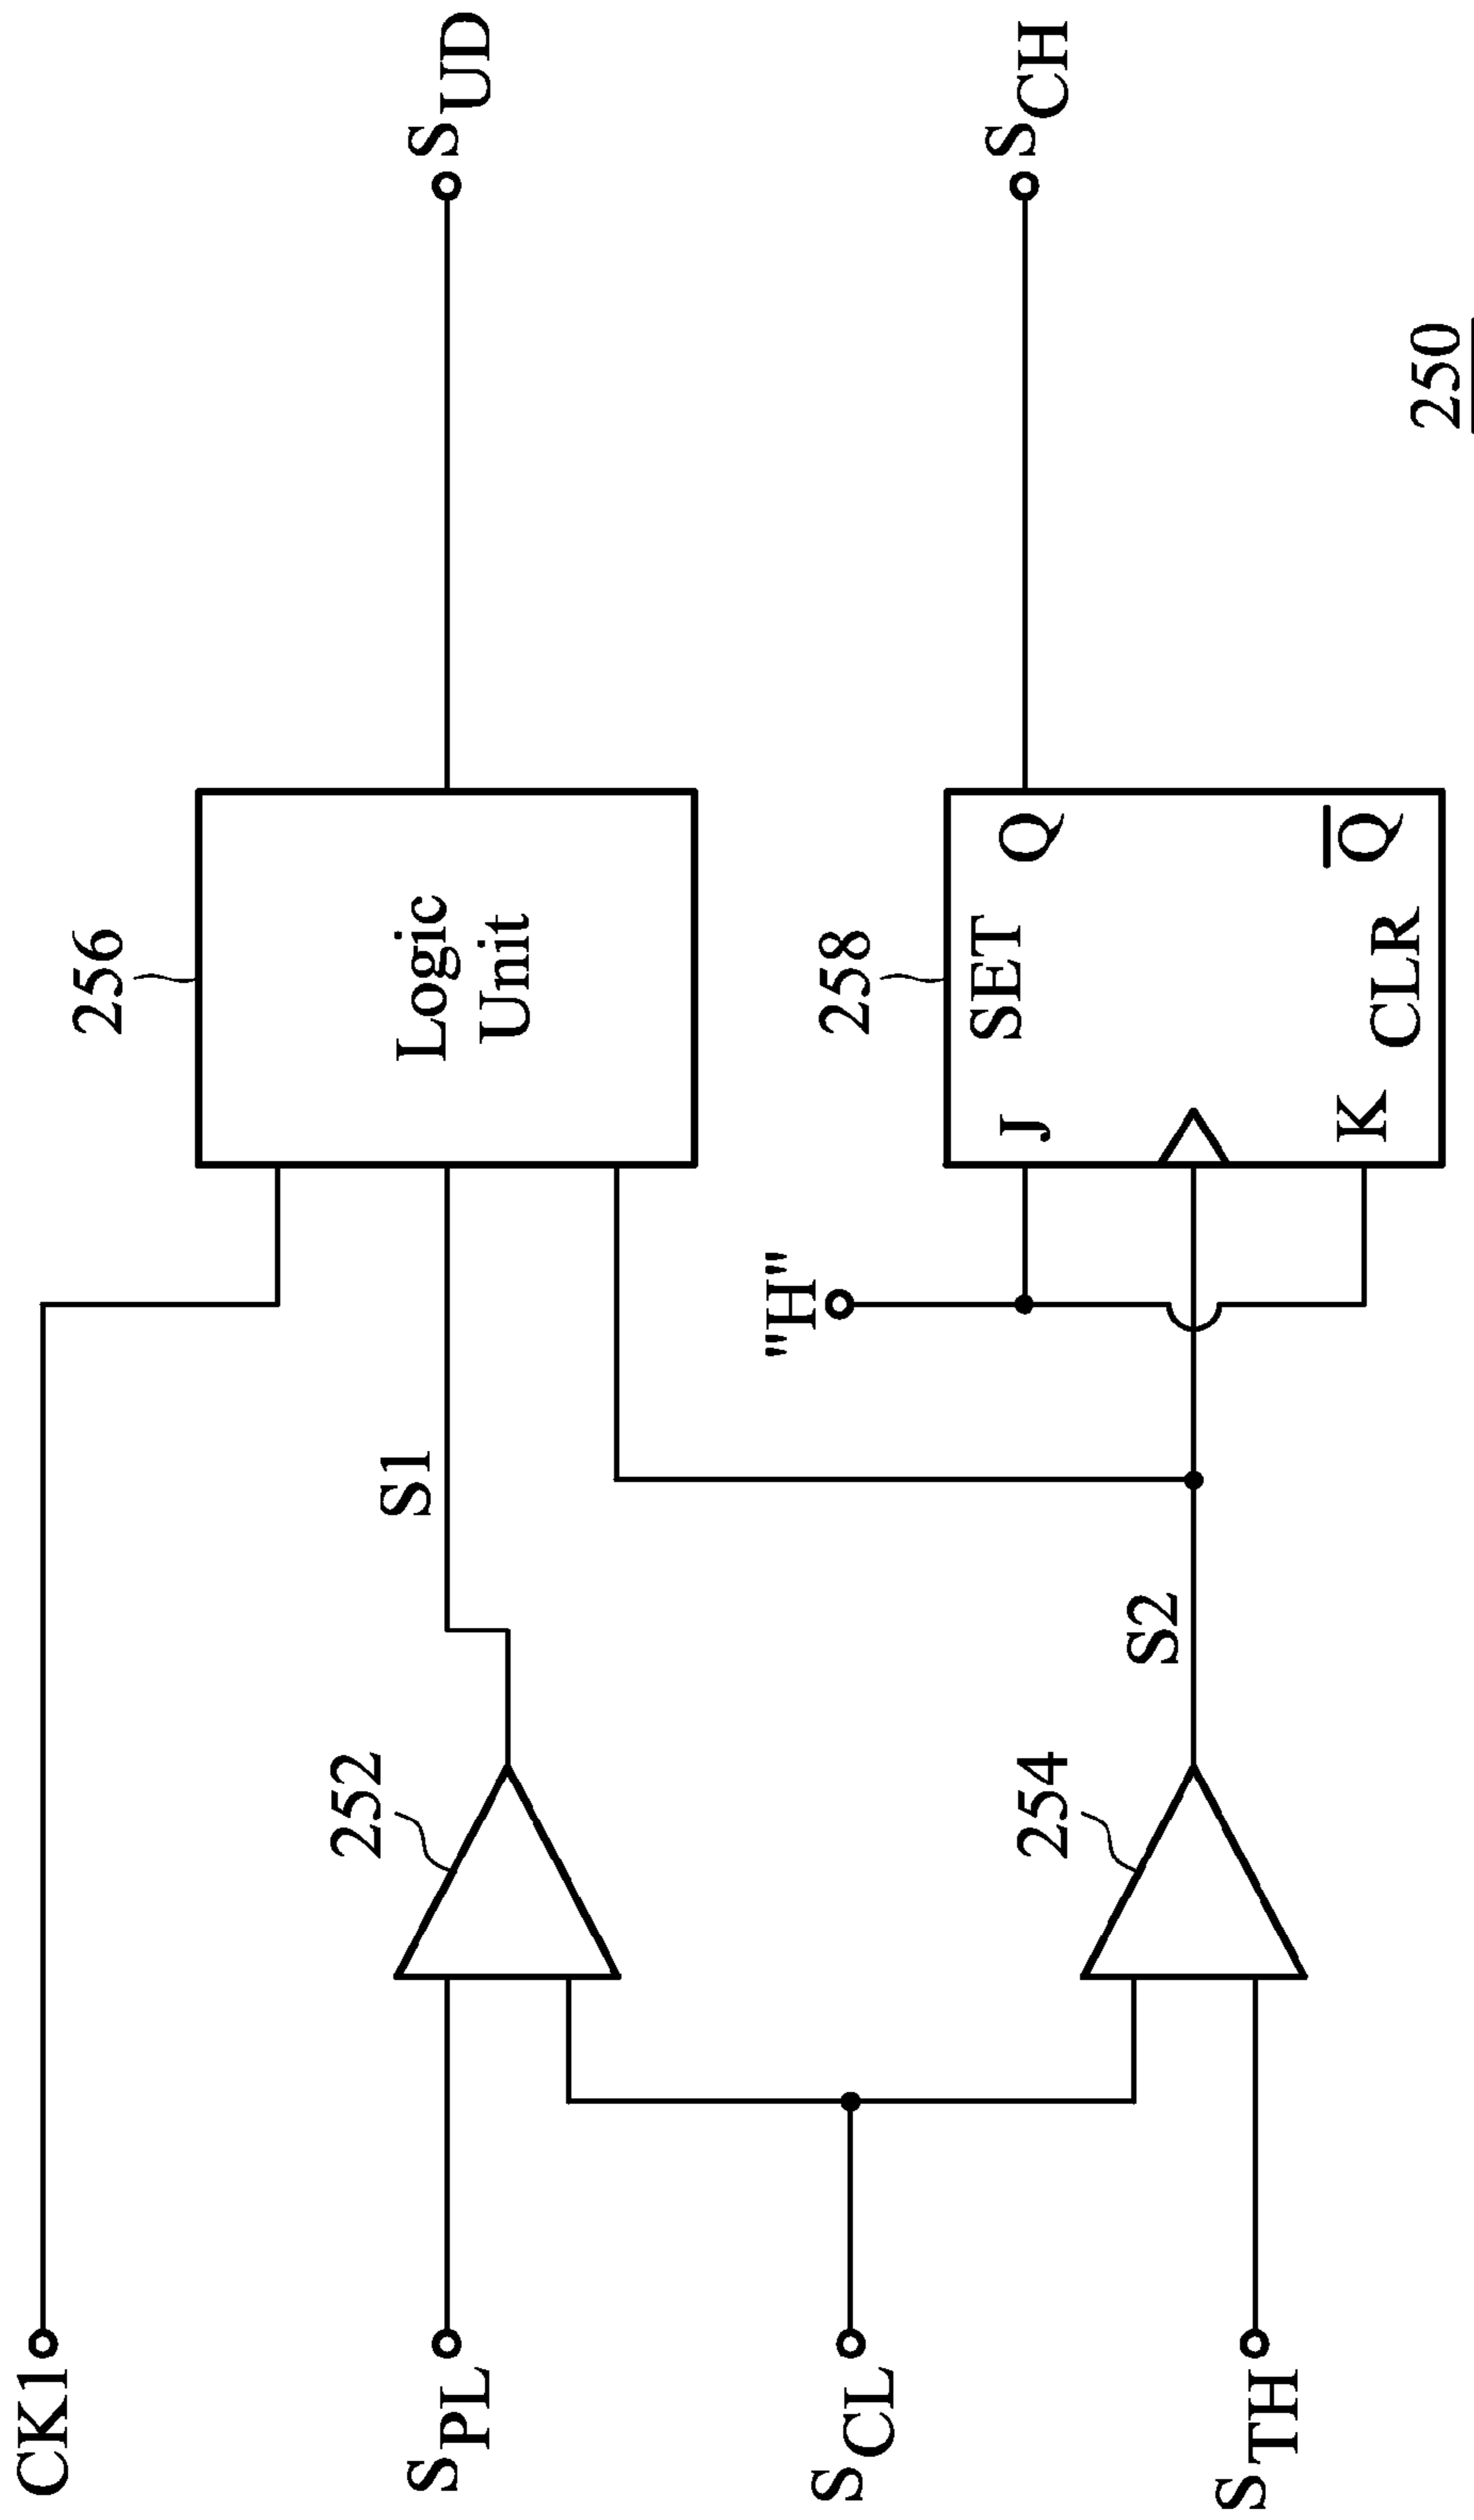 CK1
SPL
SCL
STH
252
254
S1
S2
"H"
256
Logic
Unit
258
J
SET
Q
K
CLR
Q̅
SUD
SCH
250